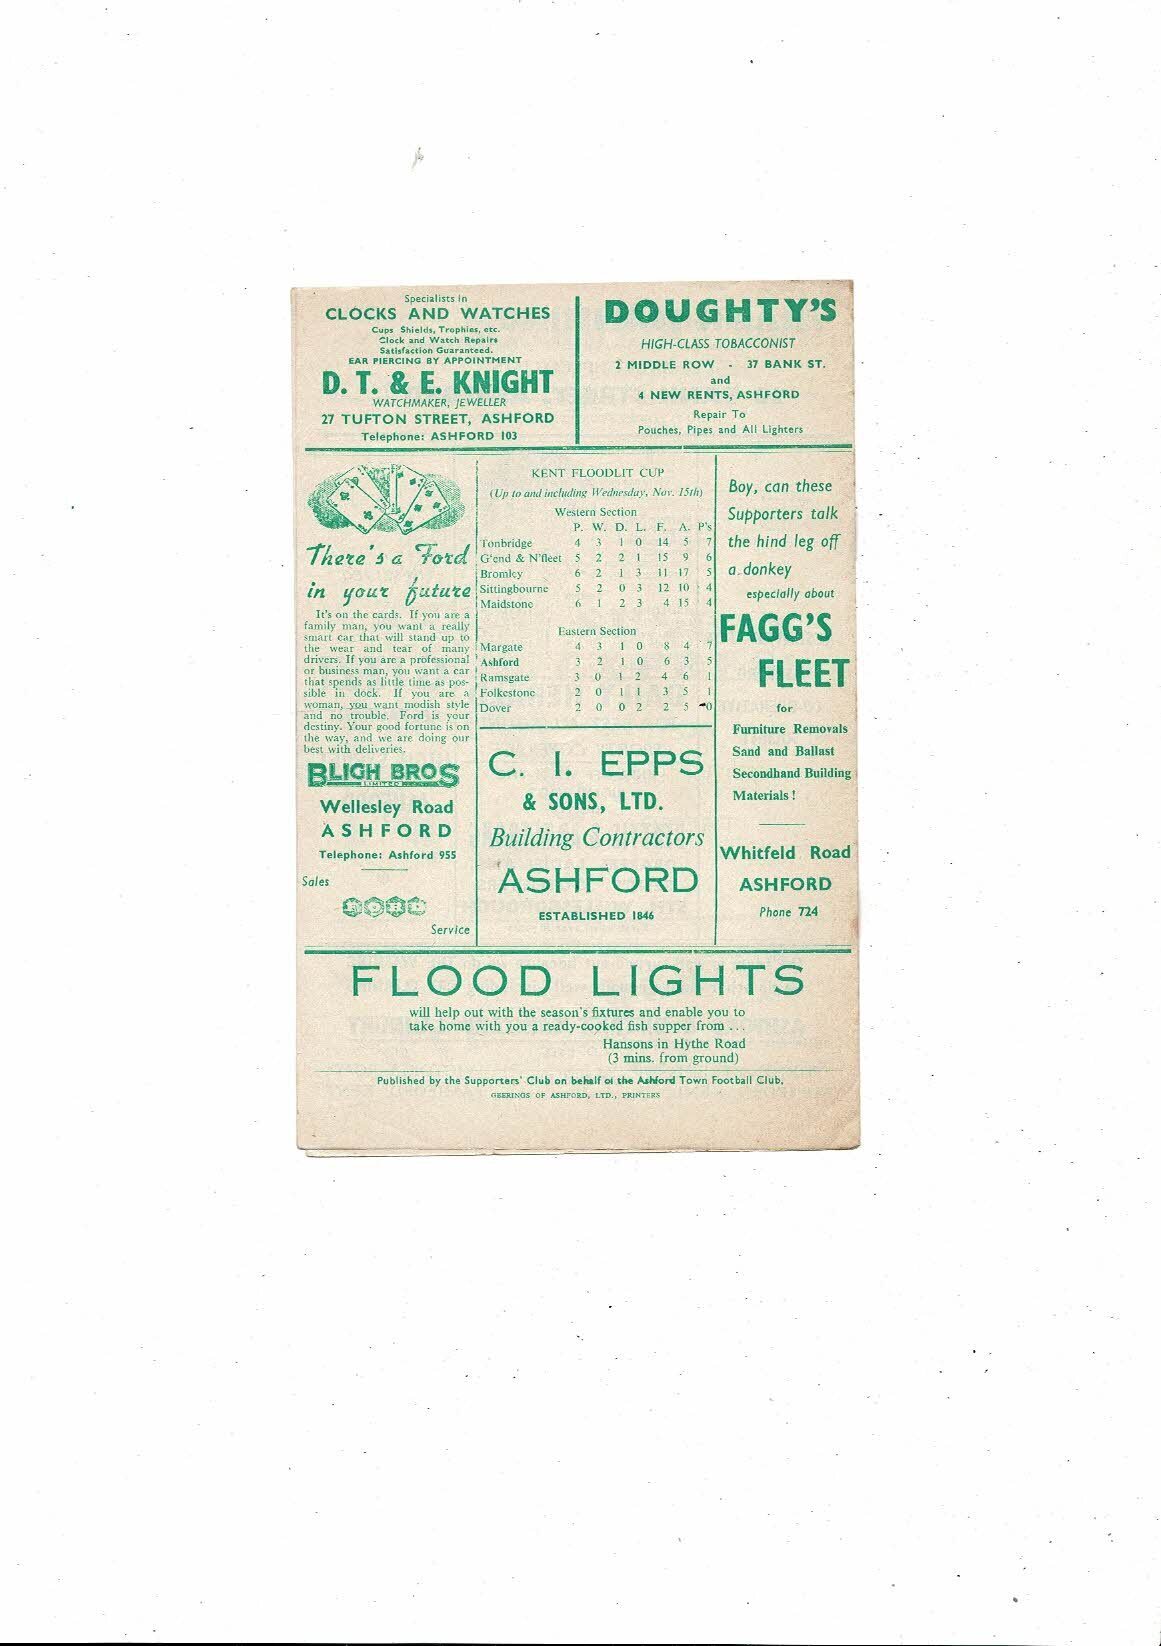 Specialists in
CLOCKS AND WATCHES
Cups Shields, Trophies, etc.
Clock and Watch Repairs
Satisfaction Guaranteed.
EAR PIERCING BY APPOINTMENT
D. T. & E. KNIGHT
WATCHMAKER, JEWELLER
27 TUFTON STREET, ASHFORD
Telephone: ASHFORD 103
DOUGHTY'S
HIGH-CLASS TOBACCONIST
2 MIDDLE ROW - 37 BANK ST.
and
4 NEW RENTS, ASHFORD
Repair To
Pouches, Pipes and All Lighters
There's a Ford
in your future
It's on the cards. If you are a
family man, you want a really
smart car that will stand up to
the wear and tear of many
drivers. If you are a professional
or business man, you want a car
that spends as little time as pos-
sible in dock. If you are a
woman, you want modish style
and no trouble. Ford is your
destiny. Your good fortune is on
the way, and we are doing our
best with deliveries.
BLIGH BROS
LIMITED
Wellesley Road
ASHFORD
Telephone: Ashford 955
Sales
FORD
Service
KENT FLOODLIT CUP
(Up to and including Wednesday, Nov. 15th)
Western Section
P. W. D. L. F. A. P's
Tonbridge 4 3 1 0 14 5 7
G'end & N'fleet 5 2 2 1 15 9 6
Bromley 6 2 1 3 11 17 5
Sittingbourne 5 2 0 3 12 10 4
Maidstone 6 1 2 3 4 15 4
Eastern Section
Margate 4 3 1 0 8 4 7
Ashford 3 2 1 0 6 3 5
Ramsgate 3 0 1 2 4 6 1
Folkestone 2 0 1 1 3 5 1
Dover 2 0 0 2 2 5 0
C. I. EPPS
& SONS, LTD.
Building Contractors
ASHFORD
ESTABLISHED 1846
Boy, can these
Supporters talk
the hind leg off
a donkey
especially about
FAGG'S
FLEET
for
Furniture Removals
Sand and Ballast
Secondhand Building
Materials !
Whitfeld Road
ASHFORD
Phone 724
FLOOD LIGHTS
will help out with the season's fixtures and enable you to
take home with you a ready-cooked fish supper from ...
Hansons in Hythe Road
(3 mins. from ground)
Published by the Supporters' Club on behalf of the Ashford Town Football Club.
GEERINGS OF ASHFORD, LTD., PRINTERS